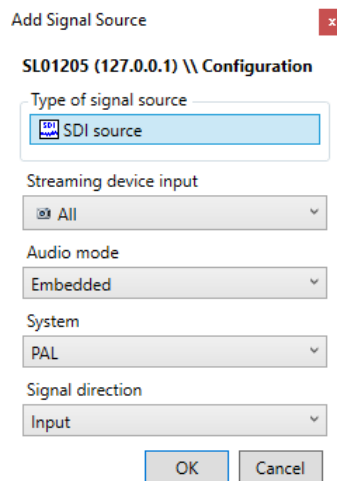 Add Signal Source
x
SL01205 (127.0.0.1) \\ Configuration
Type of signal source
SDI SDI source
Streaming device input
All
Audio mode
Embedded
System
PAL
Signal direction
Input
OK Cancel